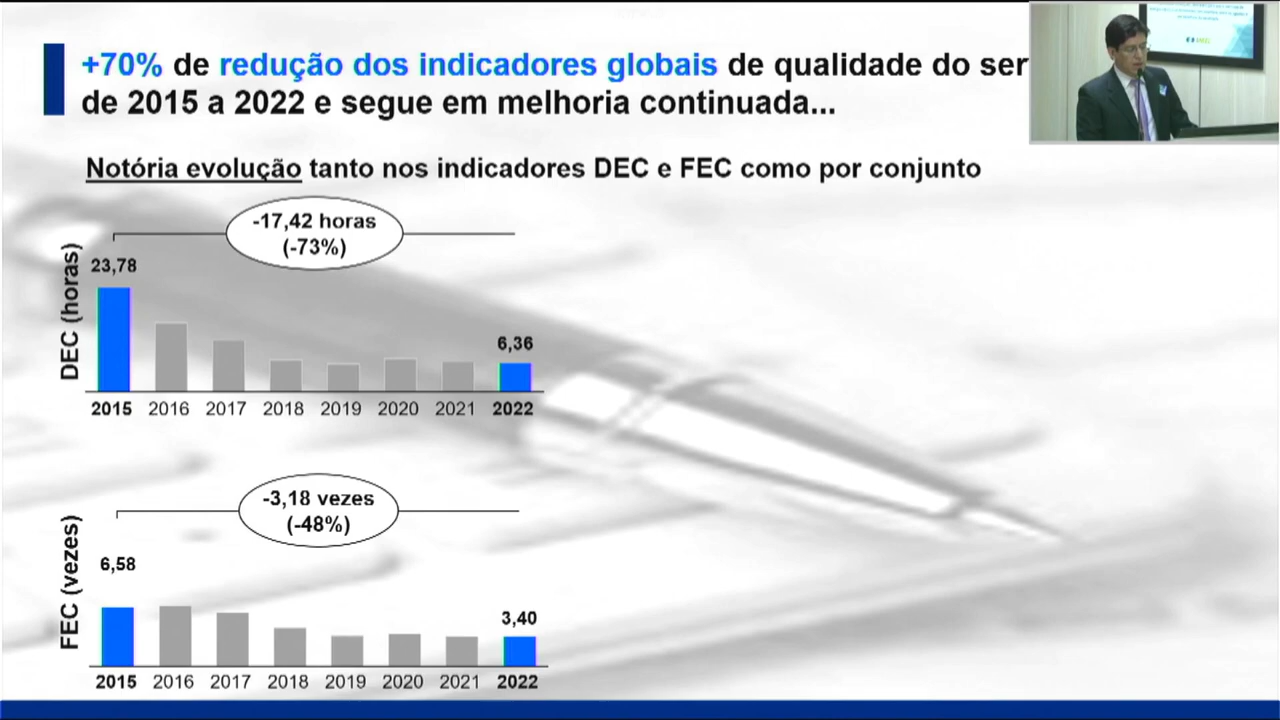 +70% de redução dos indicadores globais de qualidade do ser
de 2015 a 2022 e segue em melhoria continuada...
Notória evolução tanto nos indicadores DEC e FEC como por conjunto
-17,42 horas
(-73%)
DEC (horas)
23,78
6,36
2015 2016 2017 2018 2019 2020 2021 2022
-3,18 vezes
(-48%)
FEC (vezes)
6,58
3,40
2015 2016 2017 2018 2019 2020 2021 2022